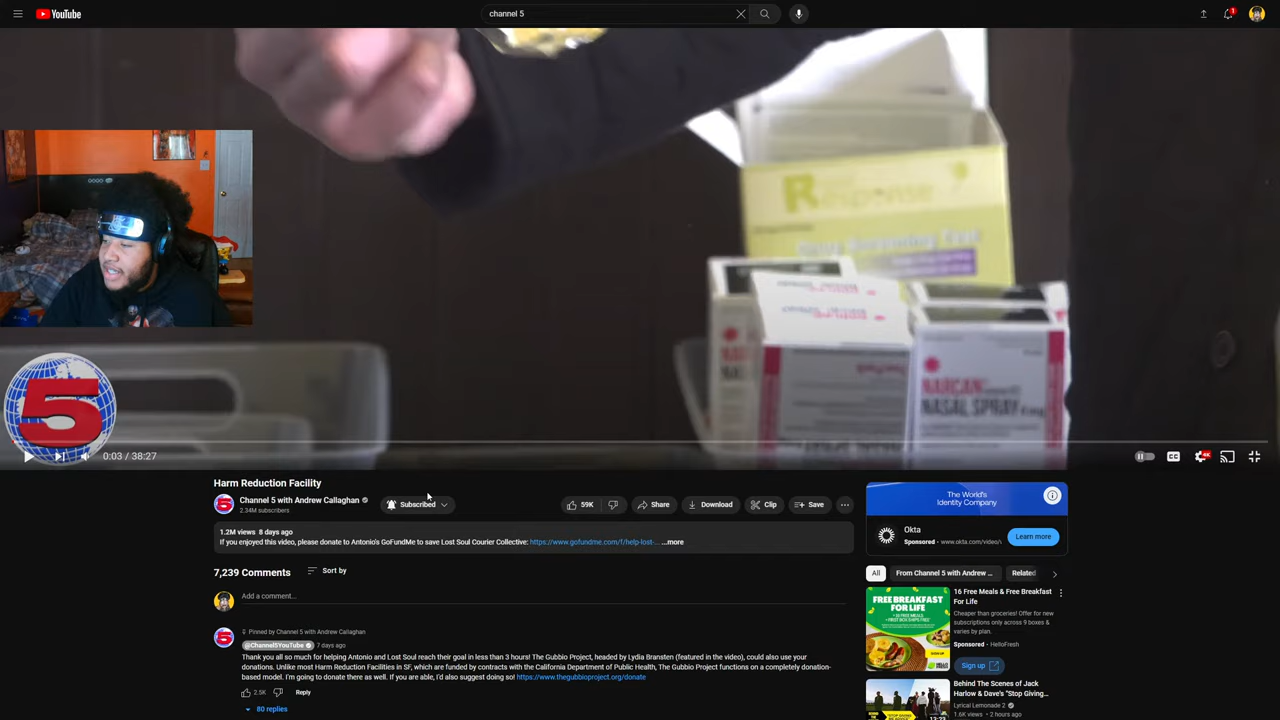 YouTube
channel 5
1
Response
NARCAN
NASAL SPRAY 4mg
5
0:03 / 38:27
CC
4K
Harm Reduction Facility
Channel 5 with Andrew Callaghan
2.34M subscribers
Subscribed
59K
Share
Download
Clip
Save
1.2M views  8 days ago
If you enjoyed this video, please donate to Antonio's GoFundMe to save Lost Soul Courier Collective: https://www.gofundme.com/f/help-lost-... ...more
7,239 Comments
Sort by
Add a comment...
Pinned by Channel 5 with Andrew Callaghan
@Channel5YouTube 7 days ago
Thank you all so much for helping Antonio and Lost Soul reach their goal in less than 3 hours! The Gubbio Project, headed by Lydia Bransten (featured in the video), could also use your
donations. Unlike most Harm Reduction Facilities in SF, which are funded by contracts with the California Department of Public Health, The Gubbio Project functions on a completely donation-
based model. I'm going to donate there as well. If you are able, I'd also suggest doing so! https://www.thegubbioproject.org/donate
2.5K
Reply
80 replies
The World's
Identity Company
Okta
Sponsored · www.okta.com/video/
Learn more
All
From Channel 5 with Andrew ...
Related
FREE BREAKFAST
FOR LIFE
16 Free Meals & Free Breakfast
For Life
Cheaper than groceries! Offer for new
subscriptions only across 9 boxes &
varies by plan.
Sponsored · HelloFresh
Sign up
Behind The Scenes of Jack
Harlow & Dave's "Stop Giving...
Lyrical Lemonade 2
1.6K views · 2 hours ago
13:23